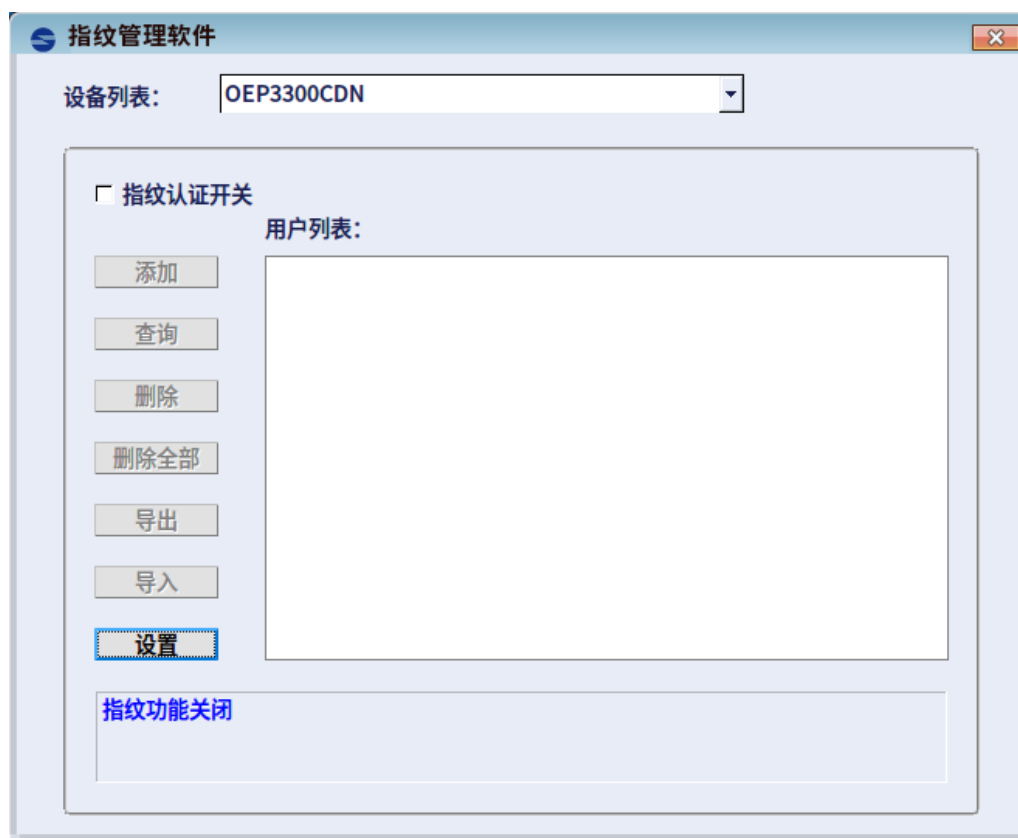 指纹管理软件
设备列表： OEP3300CDN
指纹认证开关
用户列表：
添加
查询
删除
删除全部
导出
导入
设置
指纹功能关闭